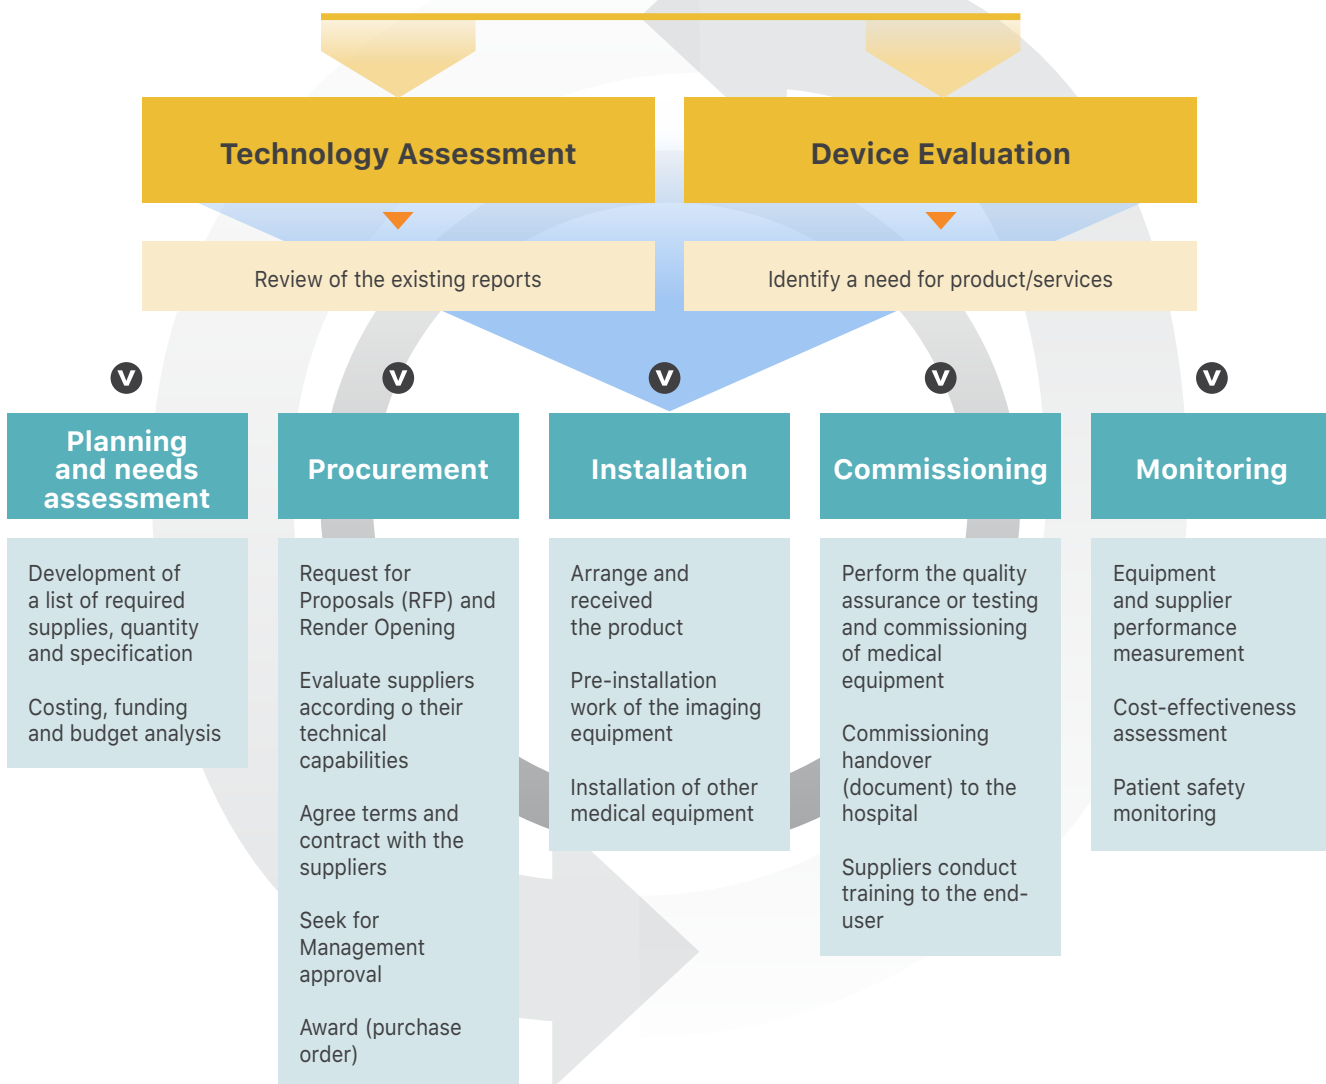 Technology Assessment
Device Evaluation
Review of the existing reports
Identify a need for product/services
V
V
V
V
V
Planning
and needs
assessment
Procurement
Installation
Commissioning
Monitoring
Development of
a list of required
supplies, quantity
and specification
Costing, funding
and budget analysis
Request for
Proposals (RFP) and
Render Opening
Evaluate suppliers
according o their
technical
capabilities
Agree terms and
contract with the
suppliers
Seek for
Management
approval
Award (purchase
order)
Arrange and
received
the product
Pre-installation
work of the imaging
equipment
Installation of other
medical equipment
Perform the quality
assurance or testing
and commissioning
of medical
equipment
Commissioning
handover
(document) to the
hospital
Suppliers conduct
training to the end-
user
Equipment
and supplier
performance
measurement
Cost-effectiveness
assessment
Patient safety
monitoring